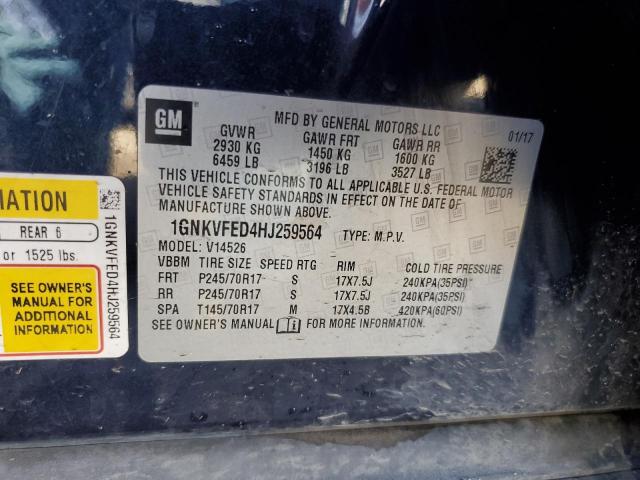 MATION
REAR 6
or 1525 lbs.
SEE OWNER'S
MANUAL FOR
ADDITIONAL
INFORMATION
1GNKVFED4HJ259564
GM
MFD BY GENERAL MOTORS LLC
01/17
GVWR GAWR FRT GAWR RR
2930 KG 1450 KG 1600 KG
6459 LB 3196 LB 3527 LB
THIS VEHICLE CONFORMS TO ALL APPLICABLE U.S. FEDERAL MOTOR
VEHICLE SAFETY STANDARDS IN EFFECT ON THE DATE OF
MANUFACTURE SHOWN ABOVE.
1GNKVFED4HJ259564 TYPE: M.P.V.
MODEL: V14526
VBBM TIRE SIZE SPEED RTG RIM COLD TIRE PRESSURE
FRT P245/70R17 S 17X7.5J 240KPA(35PSI)
RR P245/70R17 S 17X7.5J 240KPA(35PSI)
SPA T145/70R17 M 17X4.5B 420KPA(60PSI)
SEE OWNER'S MANUAL FOR MORE INFORMATION.